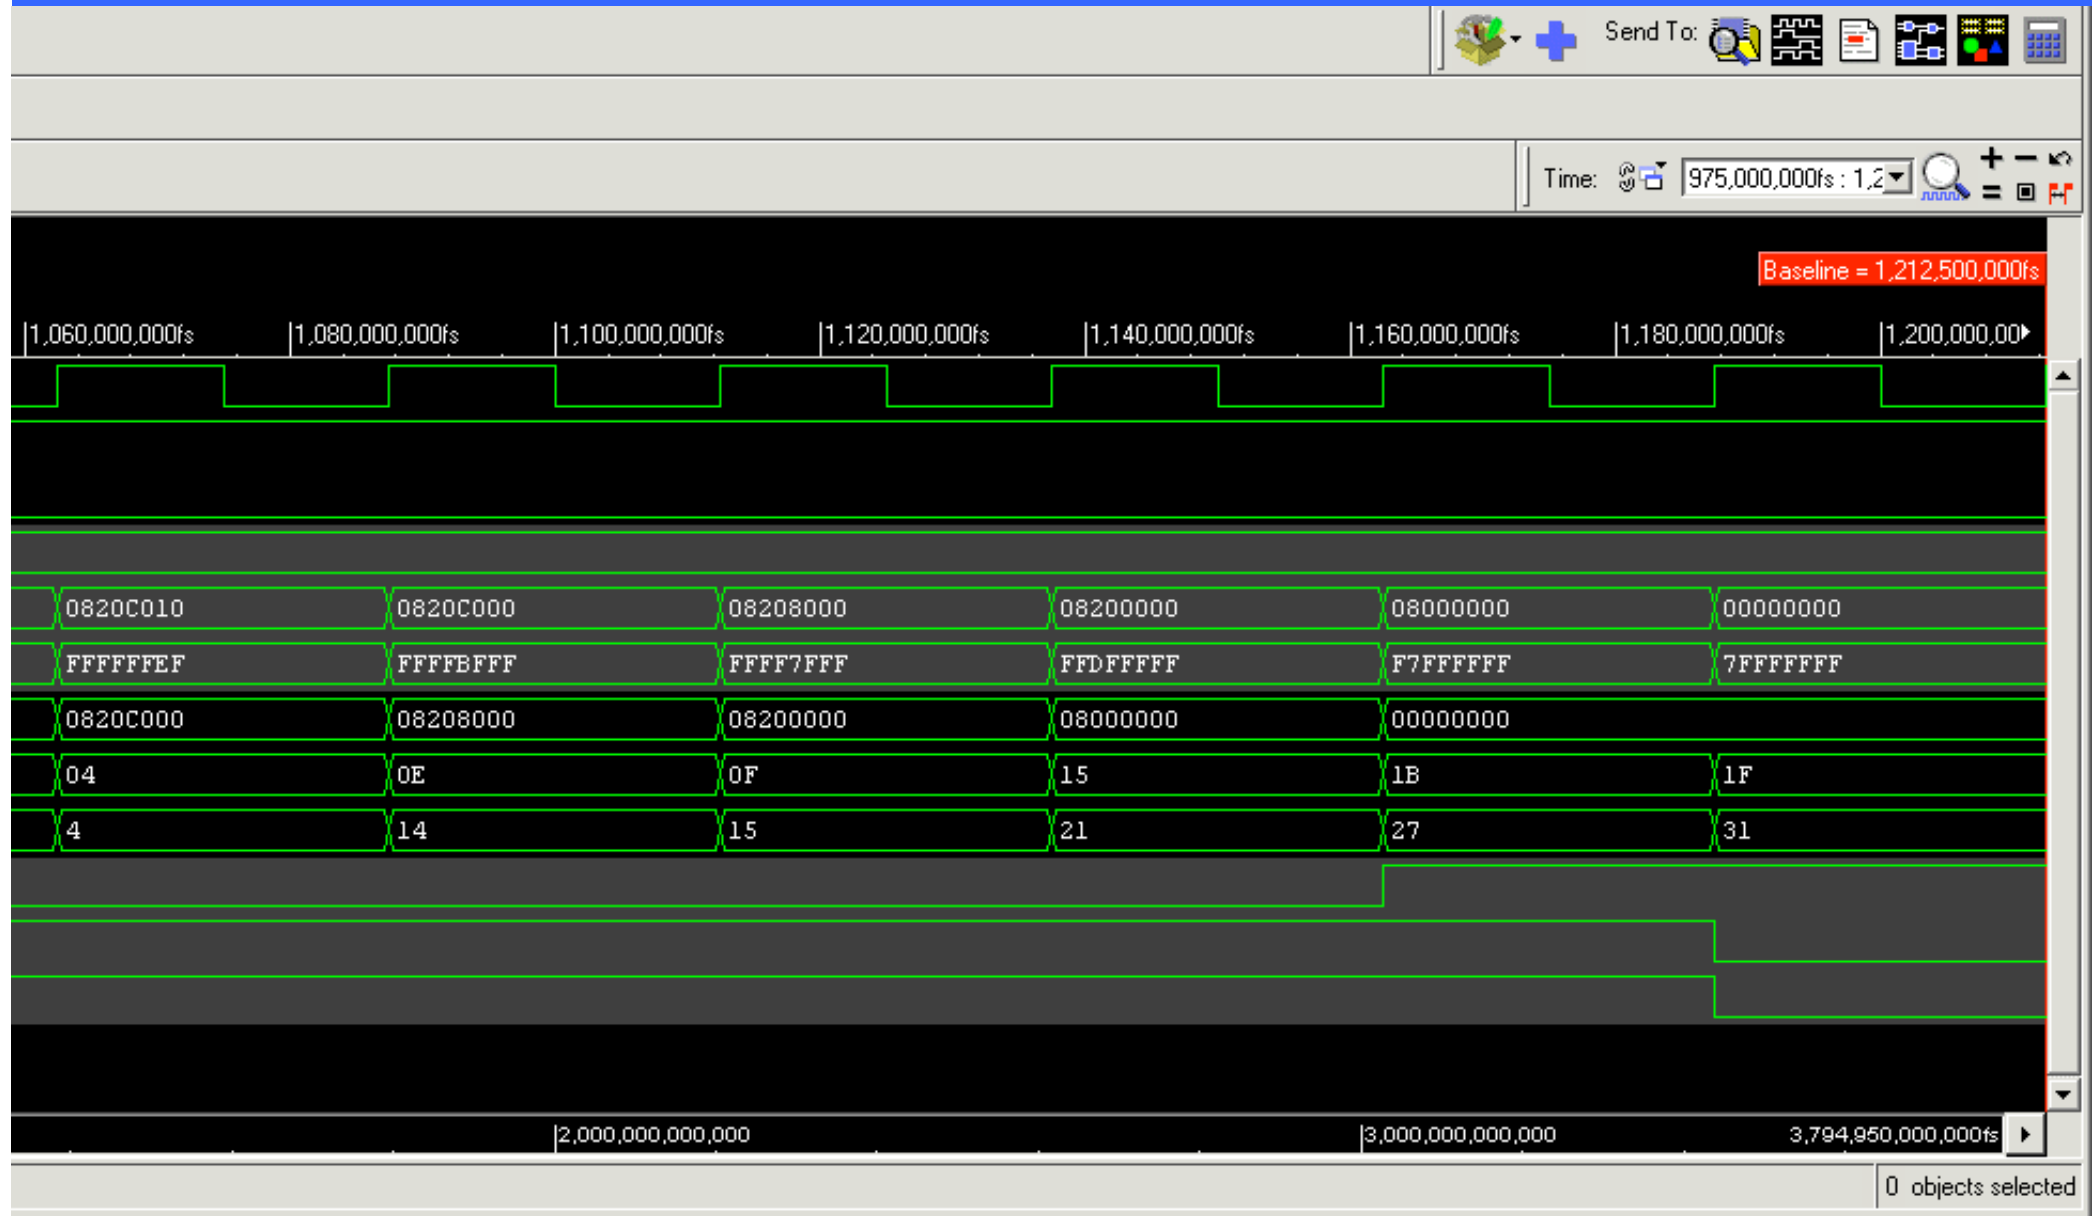 Send To:
Time: 975,000,000fs : 1,2
Baseline = 1,212,500,000fs
1,060,000,000fs 1,080,000,000fs 1,100,000,000fs 1,120,000,000fs 1,140,000,000fs 1,160,000,000fs 1,180,000,000fs 1,200,000,00
0820C010 0820C000 08208000 08200000 08000000 00000000
FFFFFFEF FFFFBFFF FFFF7FFF FFDFFFFF F7FFFFFF 7FFFFFFF
0820C000 08208000 08200000 08000000 00000000
04 0E 0F 15 1B 1F
4 14 15 21 27 31
2,000,000,000,000 3,000,000,000,000 3,794,950,000,000fs
0 objects selected